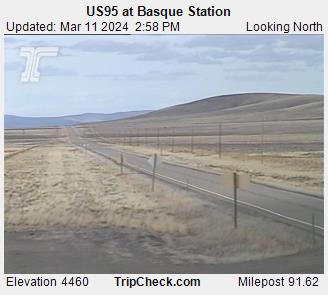 US95 at Basque Station
Updated: Mar 11 2024 2:58 PM Looking North
Elevation 4460 TripCheck.com Milepost 91.62